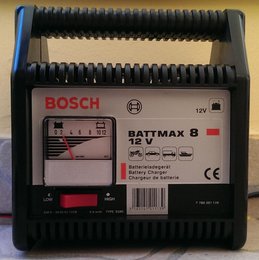 BOSCH
BATTMAX 8
12 V
12V
0 2 4 6 8 10 12
Batterieladegerät
Battery Charger
Chargeur de batterie
LOW
HIGH